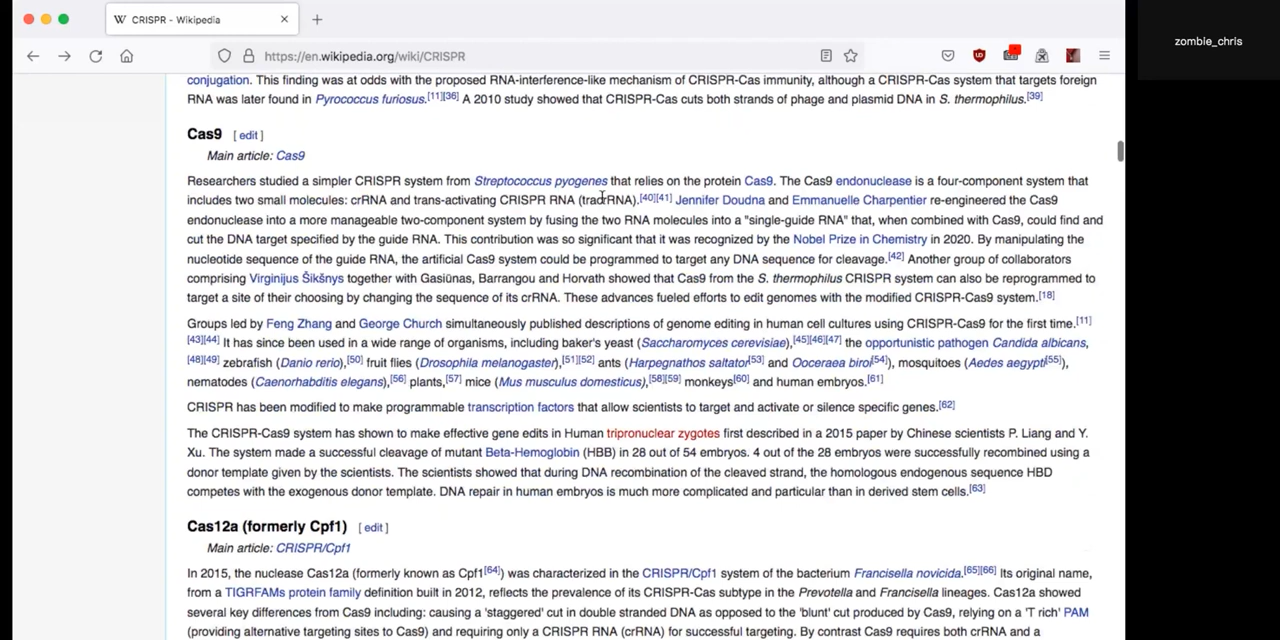 CRISPR - Wikipedia
zombie_chris
https://en.wikipedia.org/wiki/CRISPR
conjugation. This finding was at odds with the proposed RNA-interference-like mechanism of CRISPR-Cas immunity, although a CRISPR-Cas system that targets foreign
RNA was later found in Pyrococcus furiosus.[11][36] A 2010 study showed that CRISPR-Cas cuts both strands of phage and plasmid DNA in S. thermophilus.[39]
Cas9 [ edit ]
Main article: Cas9
Researchers studied a simpler CRISPR system from Streptococcus pyogenes that relies on the protein Cas9. The Cas9 endonuclease is a four-component system that
includes two small molecules: crRNA and trans-activating CRISPR RNA (tracrRNA).[40][41] Jennifer Doudna and Emmanuelle Charpentier re-engineered the Cas9
endonuclease into a more manageable two-component system by fusing the two RNA molecules into a "single-guide RNA" that, when combined with Cas9, could find and
cut the DNA target specified by the guide RNA. This contribution was so significant that it was recognized by the Nobel Prize in Chemistry in 2020. By manipulating the
nucleotide sequence of the guide RNA, the artificial Cas9 system could be programmed to target any DNA sequence for cleavage.[42] Another group of collaborators
comprising Virginijus Šikšnys together with Gasiūnas, Barrangou and Horvath showed that Cas9 from the S. thermophilus CRISPR system can also be reprogrammed to
target a site of their choosing by changing the sequence of its crRNA. These advances fueled efforts to edit genomes with the modified CRISPR-Cas9 system.[18]
Groups led by Feng Zhang and George Church simultaneously published descriptions of genome editing in human cell cultures using CRISPR-Cas9 for the first time.[11]
[43][44] It has since been used in a wide range of organisms, including baker's yeast (Saccharomyces cerevisiae),[45][46][47] the opportunistic pathogen Candida albicans,
[48][49] zebrafish (Danio rerio),[50] fruit flies (Drosophila melanogaster),[51][52] ants (Harpegnathos saltator[53] and Ooceraea biroi[54]), mosquitoes (Aedes aegypti[55]),
nematodes (Caenorhabditis elegans),[56] plants,[57] mice (Mus musculus domesticus),[58][59] monkeys[60] and human embryos.[61]
CRISPR has been modified to make programmable transcription factors that allow scientists to target and activate or silence specific genes.[62]
The CRISPR-Cas9 system has shown to make effective gene edits in Human tripronuclear zygotes first described in a 2015 paper by Chinese scientists P. Liang and Y.
Xu. The system made a successful cleavage of mutant Beta-Hemoglobin (HBB) in 28 out of 54 embryos. 4 out of the 28 embryos were successfully recombined using a
donor template given by the scientists. The scientists showed that during DNA recombination of the cleaved strand, the homologous endogenous sequence HBD
competes with the exogenous donor template. DNA repair in human embryos is much more complicated and particular than in derived stem cells.[63]
Cas12a (formerly Cpf1) [ edit ]
Main article: CRISPR/Cpf1
In 2015, the nuclease Cas12a (formerly known as Cpf1[64]) was characterized in the CRISPR/Cpf1 system of the bacterium Francisella novicida.[65][66] Its original name,
from a TIGRFAMs protein family definition built in 2012, reflects the prevalence of its CRISPR-Cas subtype in the Prevotella and Francisella lineages. Cas12a showed
several key differences from Cas9 including: causing a 'staggered' cut in double stranded DNA as opposed to the 'blunt' cut produced by Cas9, relying on a 'T rich' PAM
(providing alternative targeting sites to Cas9) and requiring only a CRISPR RNA (crRNA) for successful targeting. By contrast Cas9 requires both crRNA and a